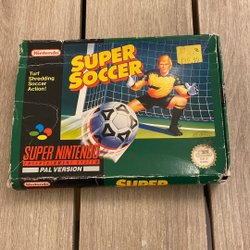 Nintendo
SUPER
SOCCER
Turf
Shredding
Soccer
Action!
SUPER NINTENDO
ENTERTAINMENT SYSTEM
PAL VERSION
Nintendo
SUPER